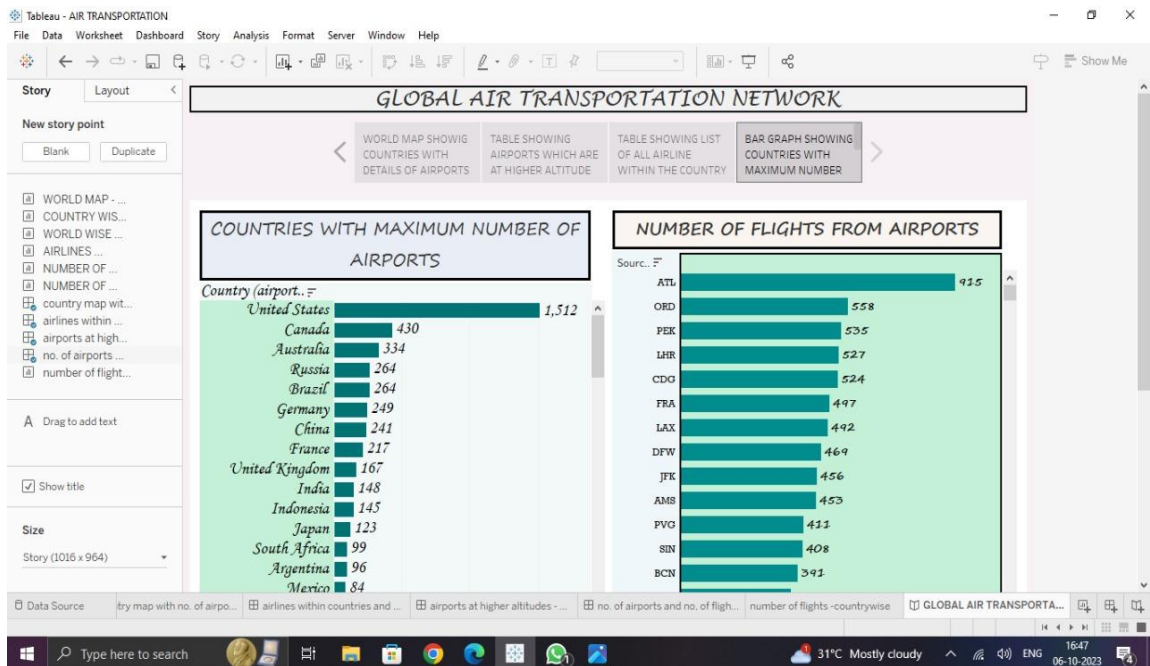 Tableau - AIR TRANSPORTATION
File Data Worksheet Dashboard Story Analysis Format Server Window Help
Show Me
Story Layout
New story point
Blank Duplicate
WORLD MAP - ...
COUNTRY WIS...
WORLD WISE ...
AIRLINES ...
NUMBER OF ...
NUMBER OF ...
country map wit...
airlines within ...
airports at high...
no. of airports ...
number of flight...
A Drag to add text
Show title
Size
Story (1016 x 964)
GLOBAL AIR TRANSPORTATION NETWORK
WORLD MAP SHOWIG
COUNTRIES WITH
DETAILS OF AIRPORTS
TABLE SHOWING
AIRPORTS WHICH ARE
AT HIGHER ALTITUDE
TABLE SHOWING LIST
OF ALL AIRLINE
WITHIN THE COUNTRY
BAR GRAPH SHOWING
COUNTRIES WITH
MAXIMUM NUMBER
COUNTRIES WITH MAXIMUM NUMBER OF
AIRPORTS
Country (airport..
United States 1,512
Canada 430
Australia 334
Russia 264
Brazil 264
Germany 249
China 241
France 217
United Kingdom 167
India 148
Indonesia 145
Japan 123
South Africa 99
Argentina 96
Mexico 84
NUMBER OF FLIGHTS FROM AIRPORTS
Sourc..
ATL 915
ORD 558
PEK 535
LHR 527
CDG 524
FRA 497
LAX 492
DFW 469
JFK 456
AMS 453
PVG 411
SIN 408
BCN 391
Data Source try map with no. of airpo... airlines within countries and ... airports at higher altitudes - ... no. of airports and no. of fligh... number of flights -countrywise GLOBAL AIR TRANSPORTA...
Type here to search 31°C Mostly cloudy ENG 16:47
06-10-2023